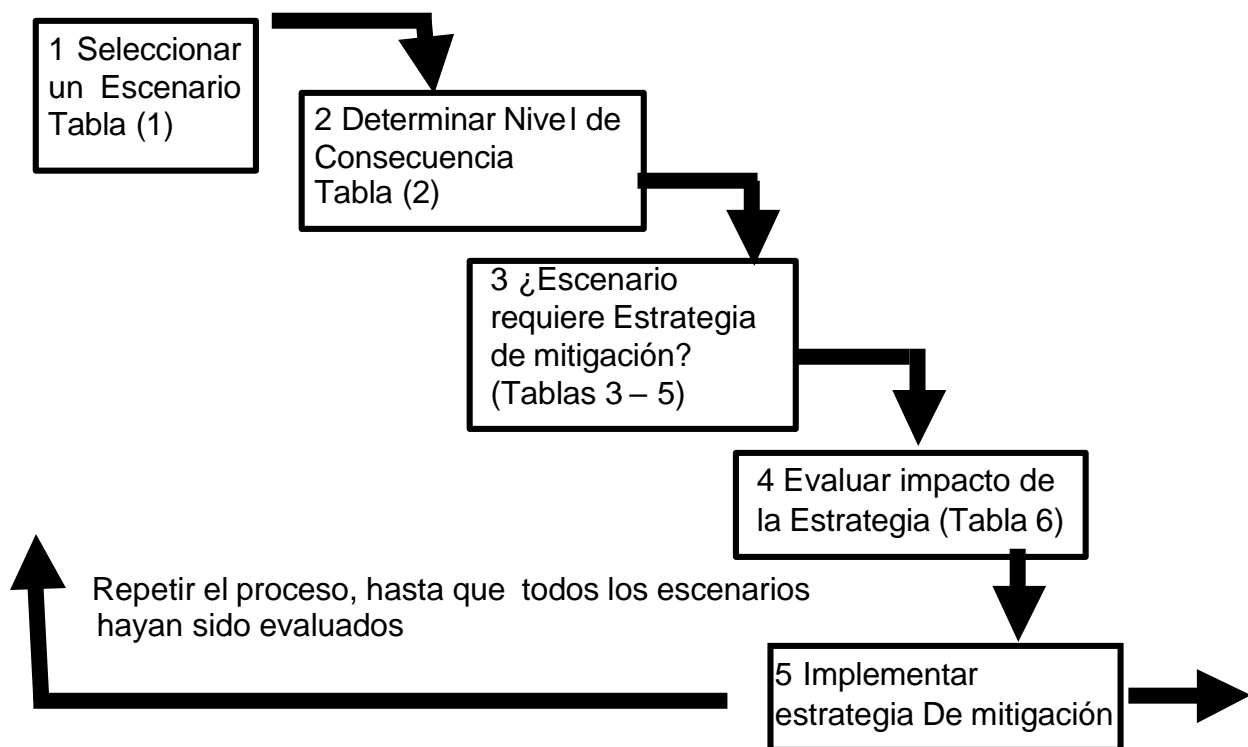 1 Seleccionar
un Escenario
Tabla (1)
2 Determinar Nivel de
Consecuencia
Tabla (2)
3 ¿Escenario
requiere Estrategia
de mitigación?
(Tablas 3 – 5)
4 Evaluar impacto de
la Estrategia (Tabla 6)
Repetir el proceso, hasta que todos los escenarios
hayan sido evaluados
5 Implementar
estrategia De mitigación